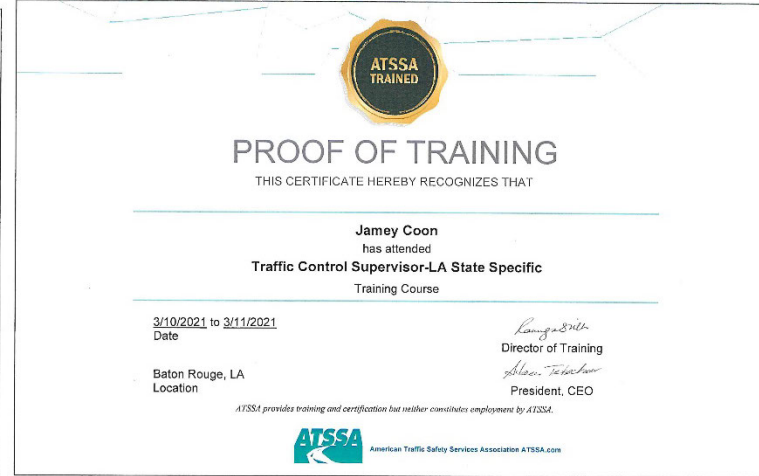 ATSSA
TRAINED
PROOF OF TRAINING
THIS CERTIFICATE HEREBY RECOGNIZES THAT
Jamey Coon
has attended
Traffic Control Supervisor-LA State Specific
Training Course
3/10/2021 to 3/11/2021
Date
Director of Training
Baton Rouge, LA
Location
President, CEO
ATSSA provides training and certification but neither constitutes employment by ATSSA.
ATSSA
American Traffic Safety Services Association ATSSA.com